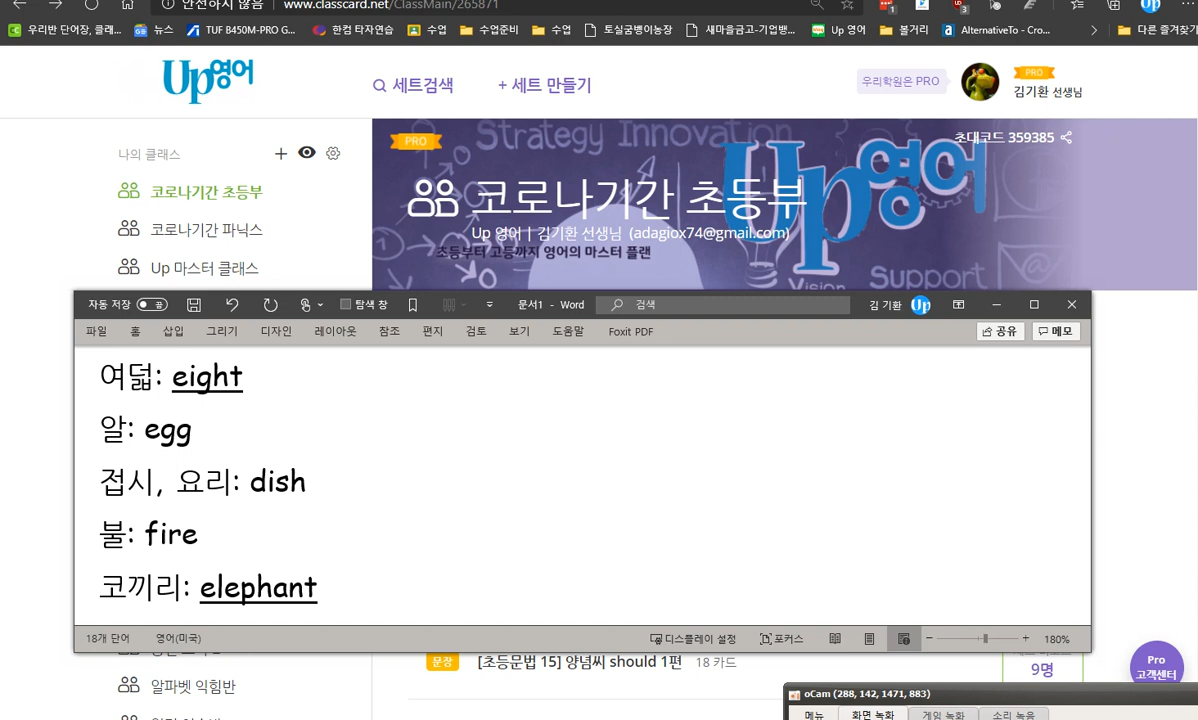 안전하지 않음 www.classcard.net/ClassMain/265871
우리반 단어장, 클래... 뉴스 TUF B450M-PRO G... 한컴 타자연습 수업 수업준비 수업 토실굼벵이농장 새마을금고-기업뱅... Up 영어 볼거리 AlternativeTo - Cro... 다른 즐겨찾기
Up영어
세트검색
+ 세트 만들기
우리학원은 PRO
PRO
김기환 선생님
나의 클래스
코로나기간 초등부
코로나기간 파닉스
Up 마스터 클래스
PRO
Strategy Innovation
초대코드 359385
Up영어
코로나기간 초등부
Up 영어 | 김기환 선생님 (adagiox74@gmail.com)
초등부터 고등까지 영어의 마스터 플랜
Support
Vision
자동 저장 끔 탐색 창 문서1 - Word 검색 김 기환 Up
파일 홈 삽입 그리기 디자인 레이아웃 참조 편지 검토 보기 도움말 Foxit PDF 공유 메모
여덟: eight
알: egg
접시, 요리: dish
불: fire
코끼리: elephant
18개 단어 영어(미국) 디스플레이 설정 포커스 180%
문장 [초등문법 15] 양념씨 should 1편 18 카드
9명
Pro
고객센터
알파벳 익힘반
oCam (288, 142, 1471, 883)
메뉴 화면 녹화 게임 녹화 소리 녹음